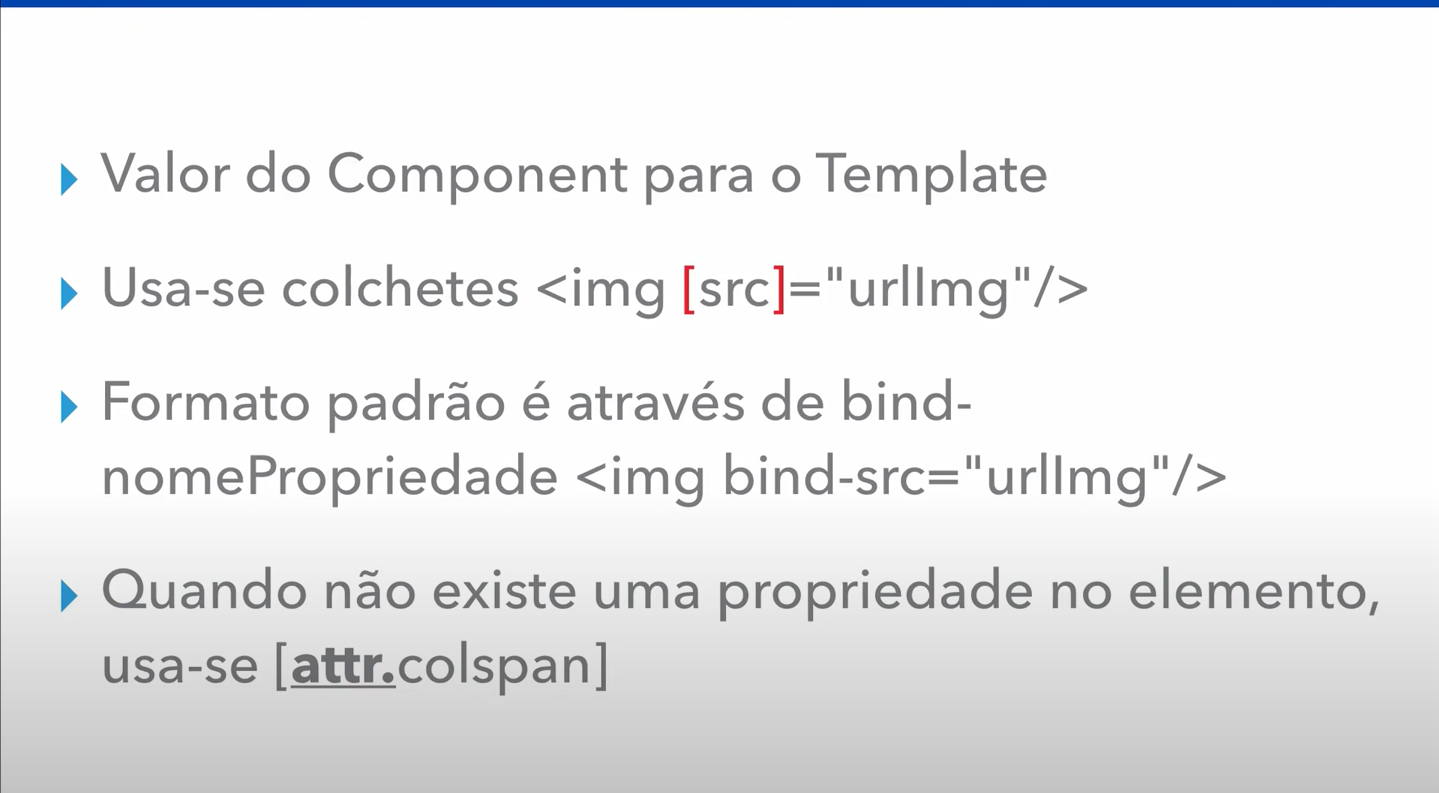 Valor do Component para o Template
Usa-se colchetes <img [src]="urlImg"/>
Formato padrão é através de bind-
nomePropriedade <img bind-src="urlImg"/>
Quando não existe uma propriedade no elemento,
usa-se [attr.colspan]